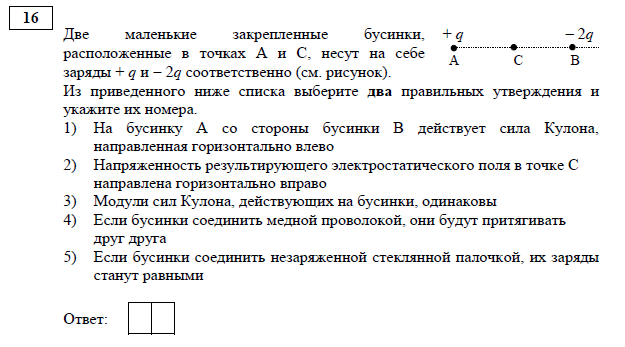 16
Две маленькие закрепленные бусинки,
расположенные в точках А и С, несут на себе
заряды + q и − 2q соответственно (см. рисунок).
+ q − 2q
А С В
Из приведенного ниже списка выберите два правильных утверждения и
укажите их номера.
1) На бусинку А со стороны бусинки В действует сила Кулона,
направленная горизонтально влево
2) Напряженность результирующего электростатического поля в точке С
направлена горизонтально вправо
3) Модули сил Кулона, действующих на бусинки, одинаковы
4) Если бусинки соединить медной проволокой, они будут притягивать
друг друга
5) Если бусинки соединить незаряженной стеклянной палочкой, их заряды
станут равными
Ответ: